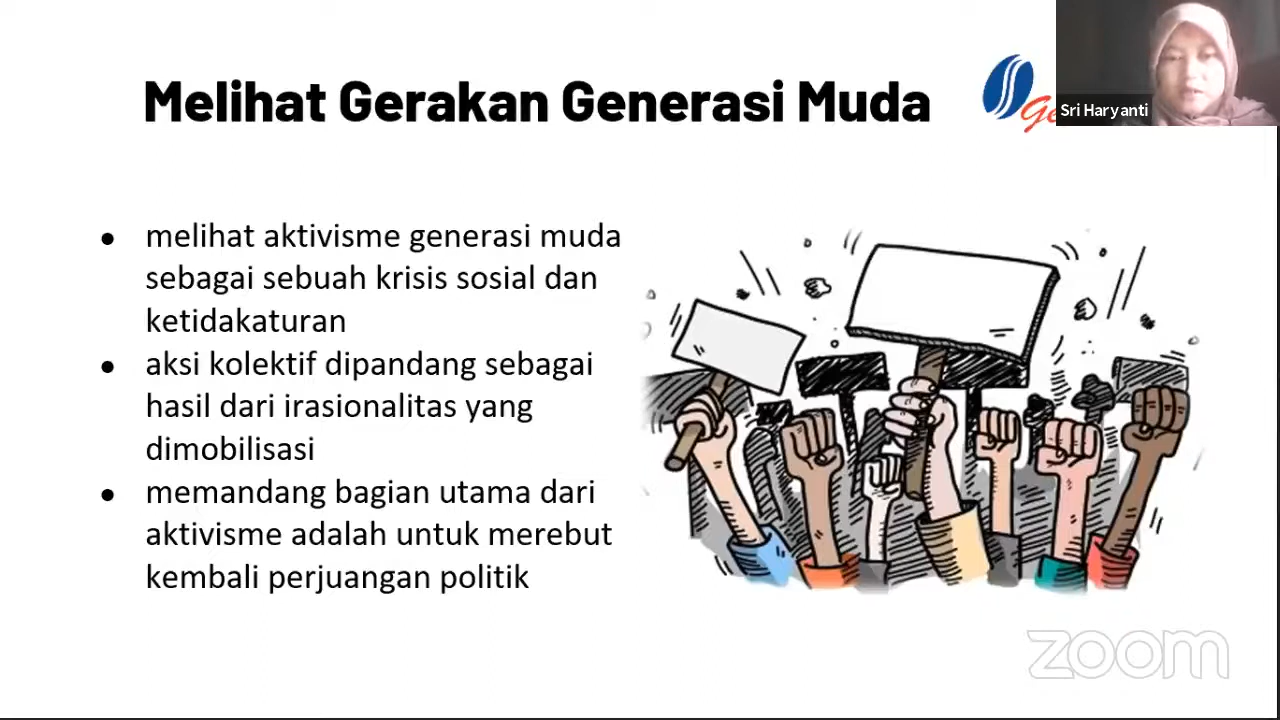 Melihat Gerakan Generasi Muda
Sri Haryanti
melihat aktivisme generasi muda
sebagai sebuah krisis sosial dan
ketidakaturan
aksi kolektif dipandang sebagai
hasil dari irasionalitas yang
dimobilisasi
memandang bagian utama dari
aktivisme adalah untuk merebut
kembali perjuangan politik
zoom